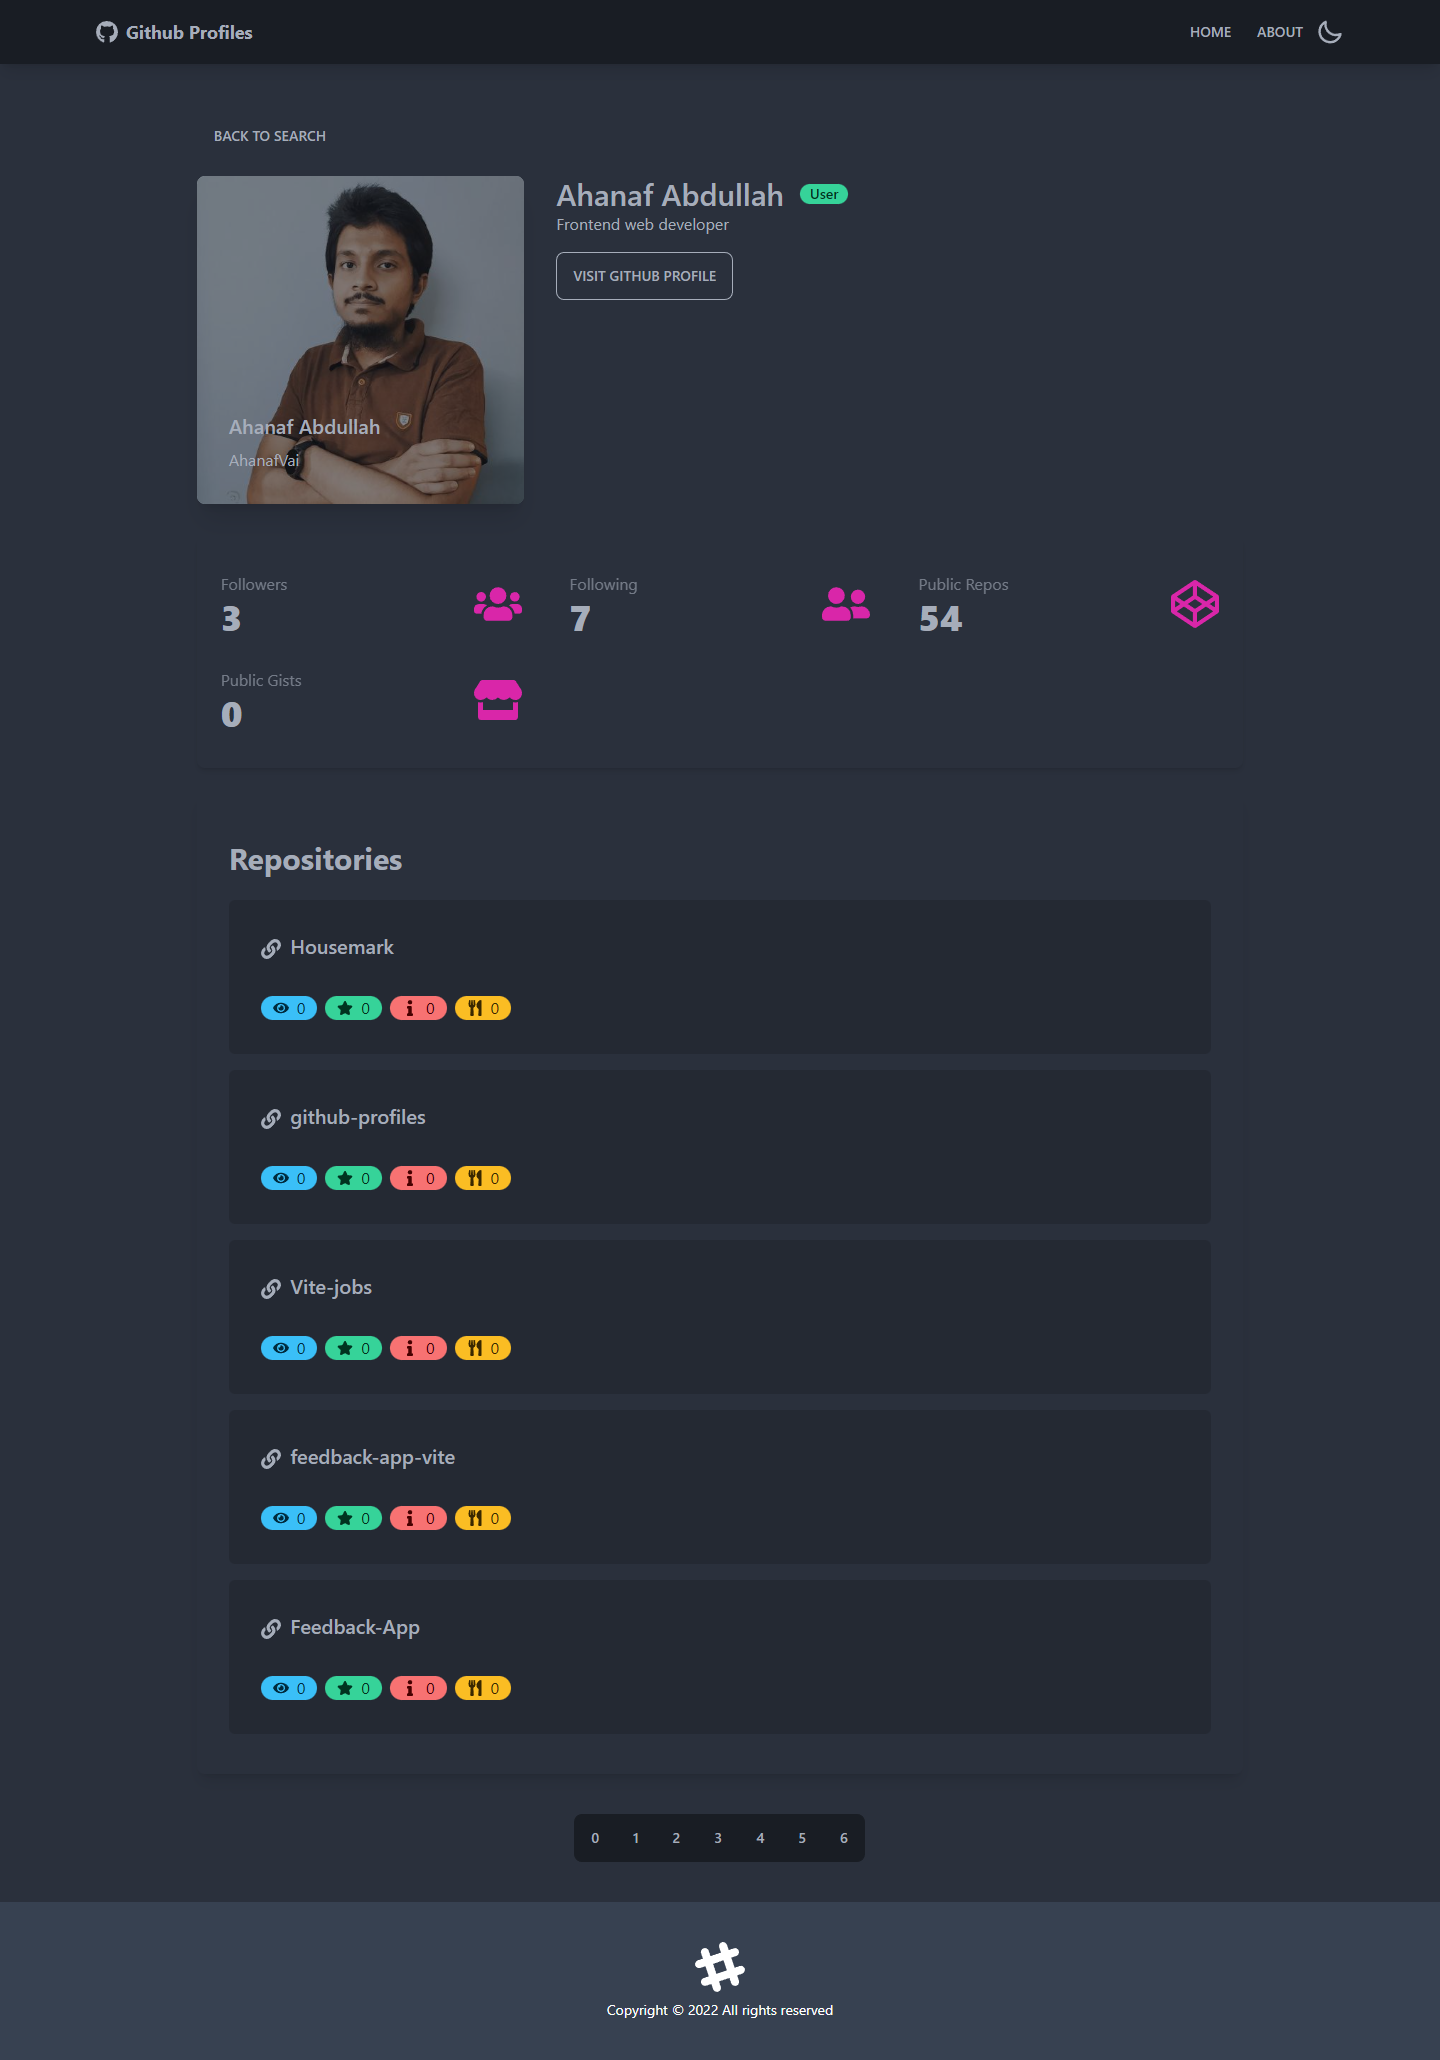 Github Profiles
HOME ABOUT
BACK TO SEARCH
Ahanaf Abdullah User
Frontend web developer
VISIT GITHUB PROFILE
Ahanaf Abdullah
AhanafVai
Followers
3
Following
7
Public Repos
54
Public Gists
0
Repositories
Housemark
0 0 0 0
github-profiles
0 0 0 0
Vite-jobs
0 0 0 0
feedback-app-vite
0 0 0 0
Feedback-App
0 0 0 0
0 1 2 3 4 5 6
Copyright © 2022 All rights reserved